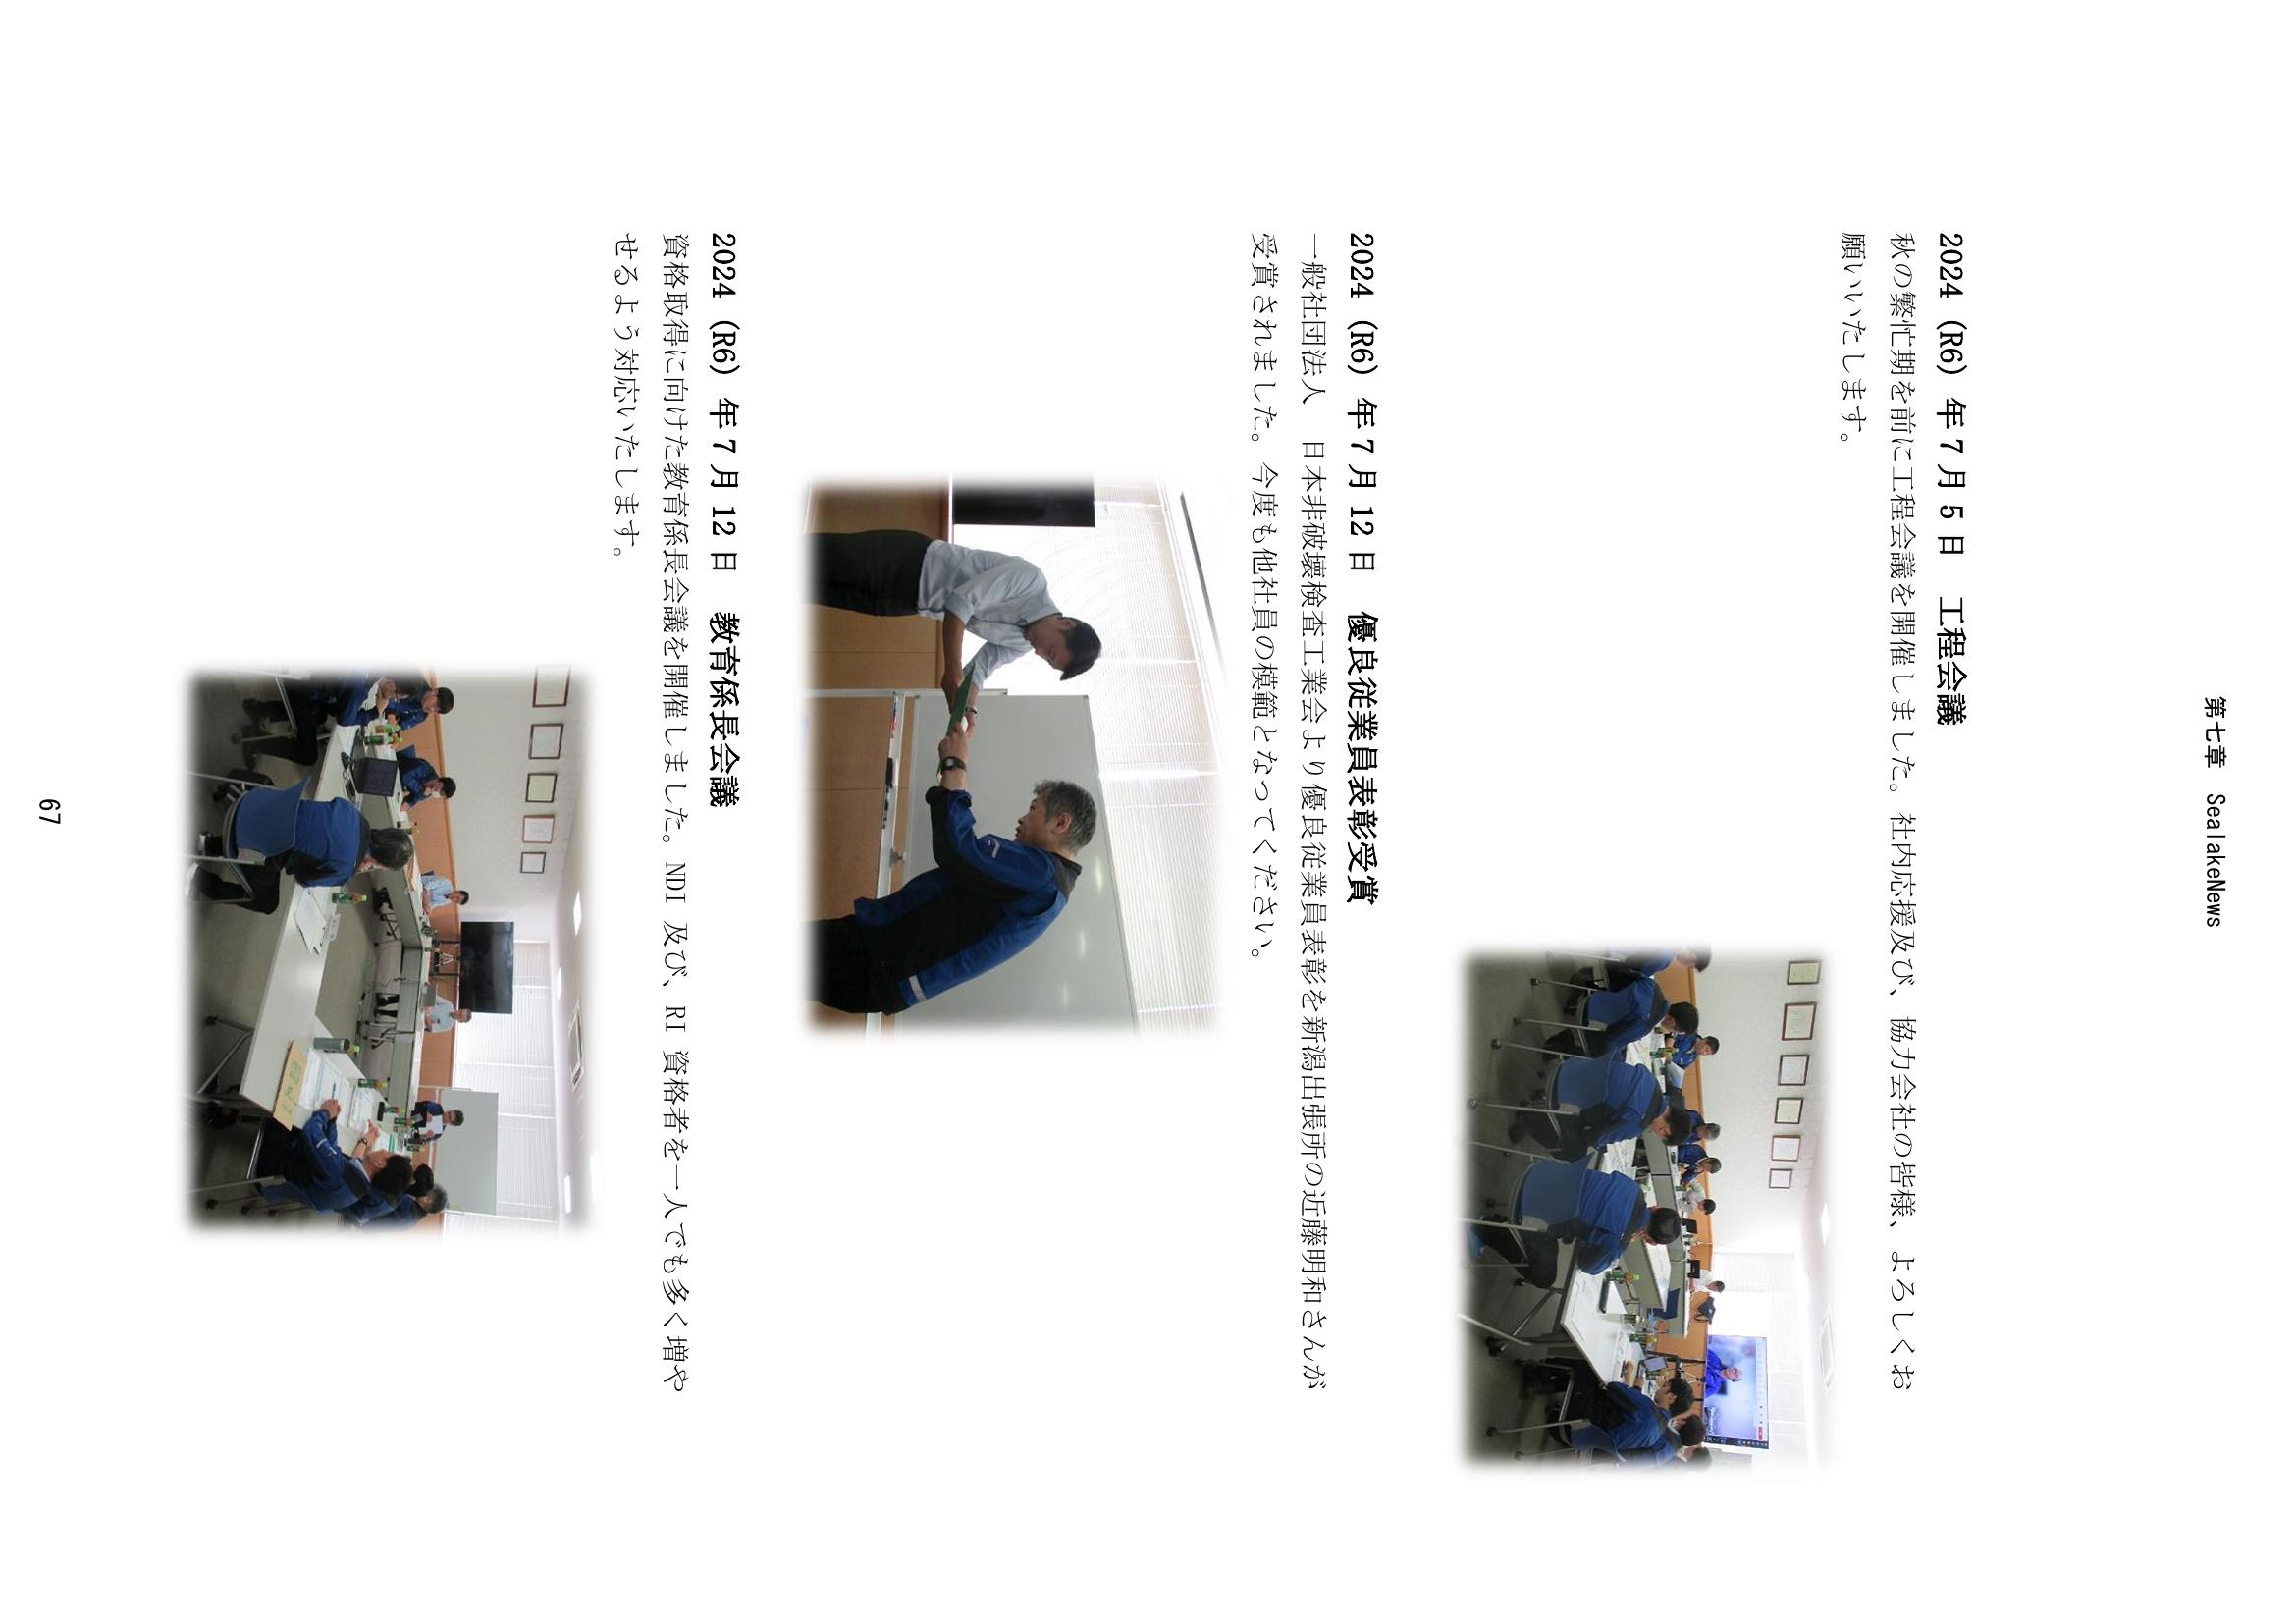 第七章　SealakeNews
2024（R6）年7月5日　工程会議
秋の繁忙期を前に工程会議を開催しました。社内応援及び、協力会社の皆様、よろしくお
願いいたします。
2024（R6）年7月12日　優良従業員表彰受賞
一般社団法人　日本非破壊検査工業会より優良従業員表彰を新潟出張所の近藤明和さんが
受賞されました。今度も他社員の模範となってください。
2024（R6）年7月12日　教育係長会議
資格取得に向けた教育係長会議を開催しました。NDI 及び、RI 資格者を一人でも多く増や
せるよう対応いたします。
67